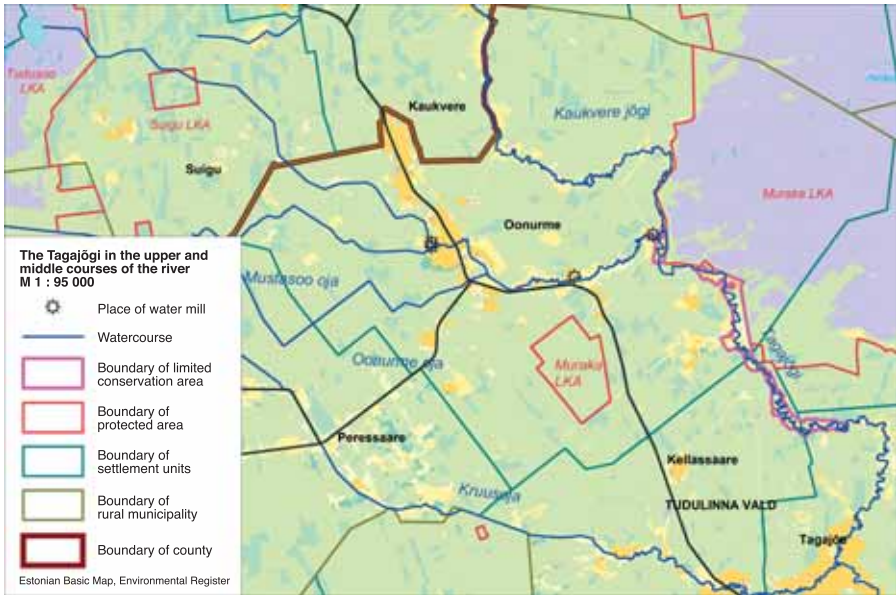 Kaukvere
Kaukvere jõgi
Tudusoo
LKA
Suigu LKA
Suigu
Muraka LKA
Oonurme
The Tagajõgi in the upper and
middle courses of the river
M 1 : 95 000
Place of water mill
Watercourse
Boundary of limited
conservation area
Boundary of
protected area
Boundary of
settlement units
Boundary of
rural municipality
Boundary of county
Estonian Basic Map, Environmental Register
Mustasoo oja
Tagajõgi
Oonurme oja
Muraka
LKA
Peressaare
Kellassaare
Kruusoja
TUDULINNA VALD
Tagajõe